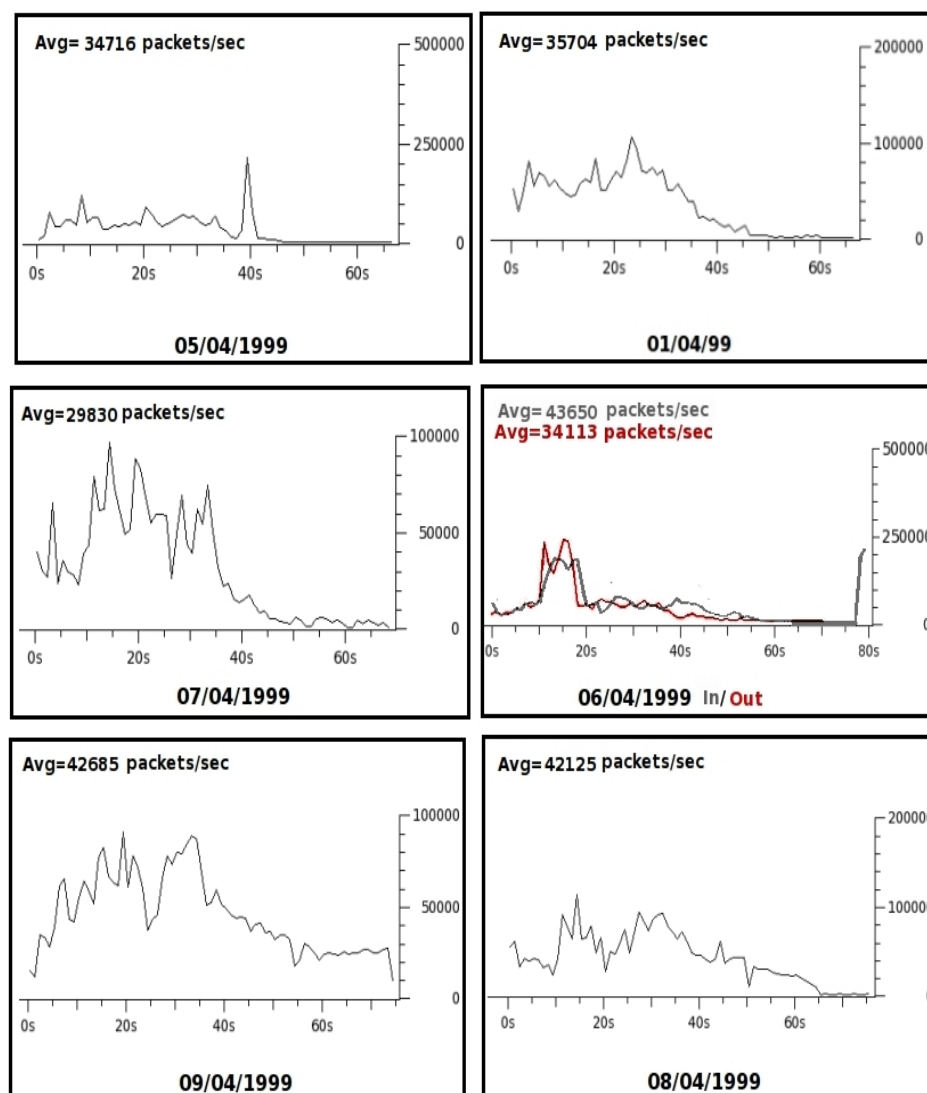 Avg= 34716 packets/sec
500000
250000
0
0s 20s 40s 60s
05/04/1999
Avg=35704 packets/sec
200000
100000
0
0s 20s 40s 60s
01/04/99
Avg=29830 packets/sec
100000
50000
0
0s 20s 40s 60s
07/04/1999
Avg= 43650 packets/sec
Avg=34113 packets/sec
500000
250000
0
0s 20s 40s 60s 80s
06/04/1999 In/ Out
Avg=42685 packets/sec
100000
50000
0
0s 20s 40s 60s
09/04/1999
Avg=42125 packets/sec
20000
10000
0s 20s 40s 60s
08/04/1999